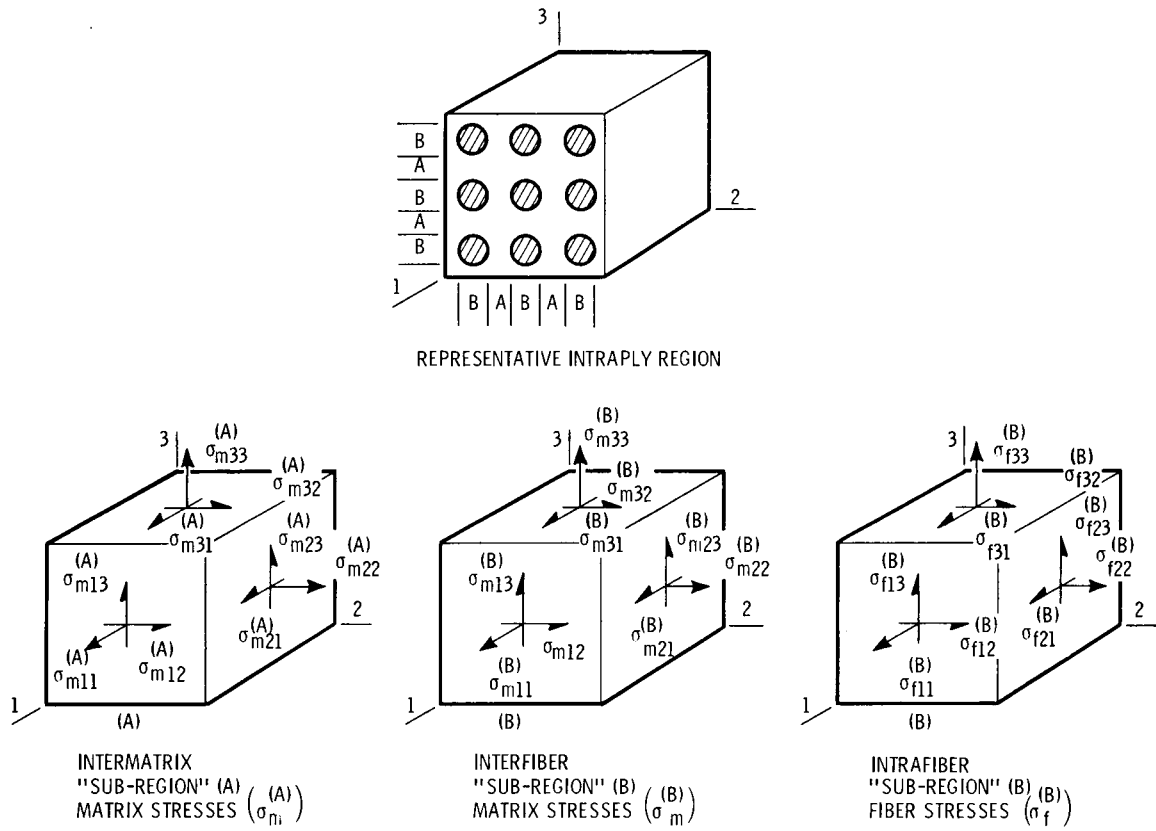 3
B
A
B
A
B
2
1
B A B A B
REPRESENTATIVE INTRAPLY REGION
3
(A)
σm33
(A)
σm32
(A)
σm31
(A)
σm23
(A)
σm22
(A)
σm13
2
(A)
σm21
(A)
σm12
(A)
σm11
1
(A)
INTERMATRIX
"SUB-REGION" (A)
MATRIX STRESSES (σm(A))
3
(B)
σm33
(B)
σm32
(B)
σm31
(B)
σm23
(B)
σm22
(B)
σm13
2
(B)
σm21
σm12
(B)
σm11
1
(B)
INTERFIBER
"SUB-REGION" (B)
MATRIX STRESSES (σm(B))
3
(B)
σf33
(B)
σf32
(B)
σf31
(B)
σf23
(B)
σf22
(B)
σf13
2
(B)
σf21
(B)
σf12
(B)
σf11
1
(B)
INTRAFIBER
"SUB-REGION" (B)
FIBER STRESSES (σf(B))